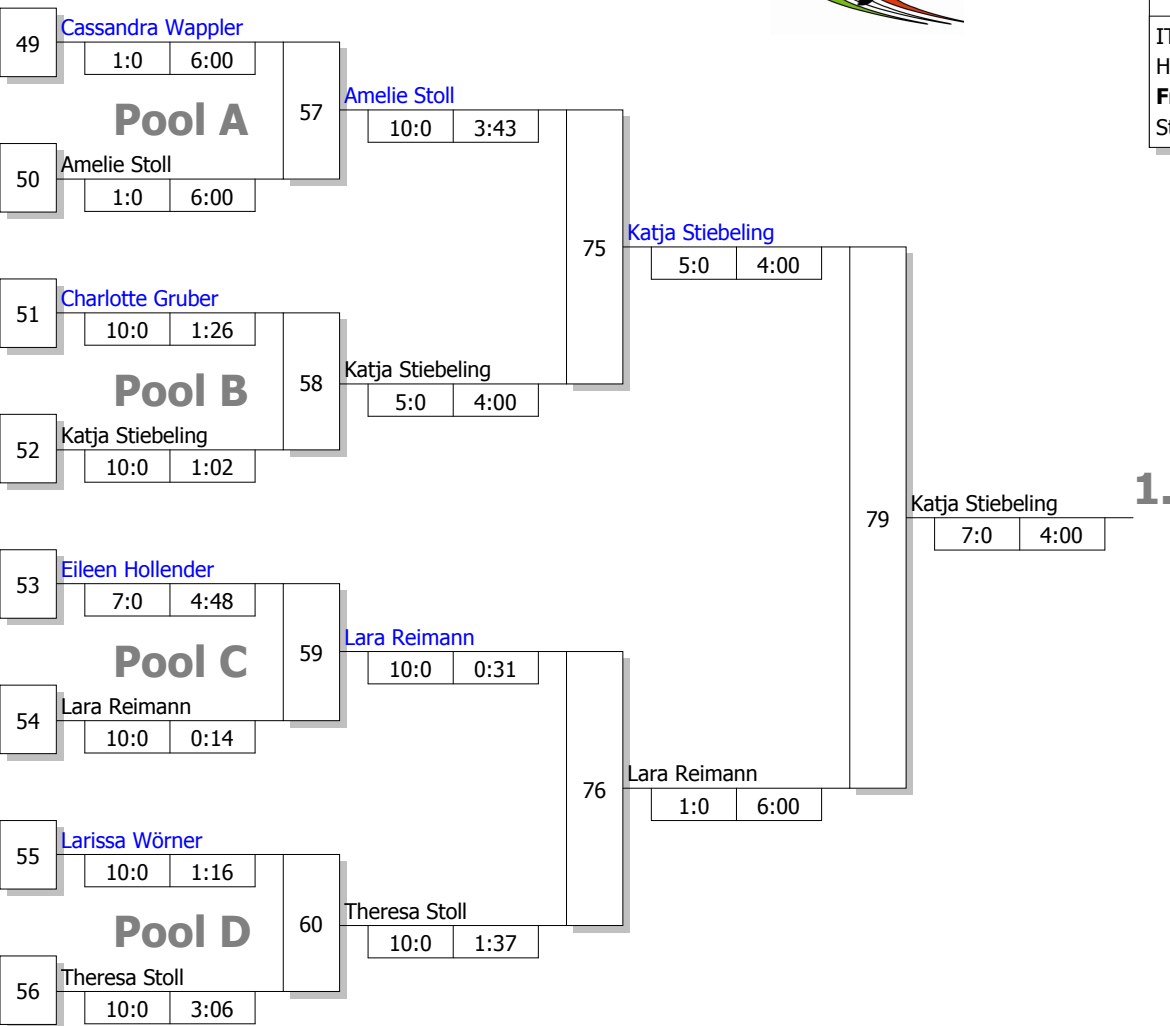 49
Cassandra Wappler
1:0 6:00
Pool A
57
Amelie Stoll
10:0 3:43
50
Amelie Stoll
1:0 6:00
75
Katja Stiebeling
5:0 4:00
51
Charlotte Gruber
10:0 1:26
Pool B
58
Katja Stiebeling
5:0 4:00
52
Katja Stiebeling
10:0 1:02
79
Katja Stiebeling
7:0 4:00
1.
53
Eileen Hollender
7:0 4:48
Pool C
59
Lara Reimann
10:0 0:31
54
Lara Reimann
10:0 0:14
76
Lara Reimann
1:0 6:00
55
Larissa Wörner
10:0 1:16
Pool D
60
Theresa Stoll
10:0 1:37
56
Theresa Stoll
10:0 3:06